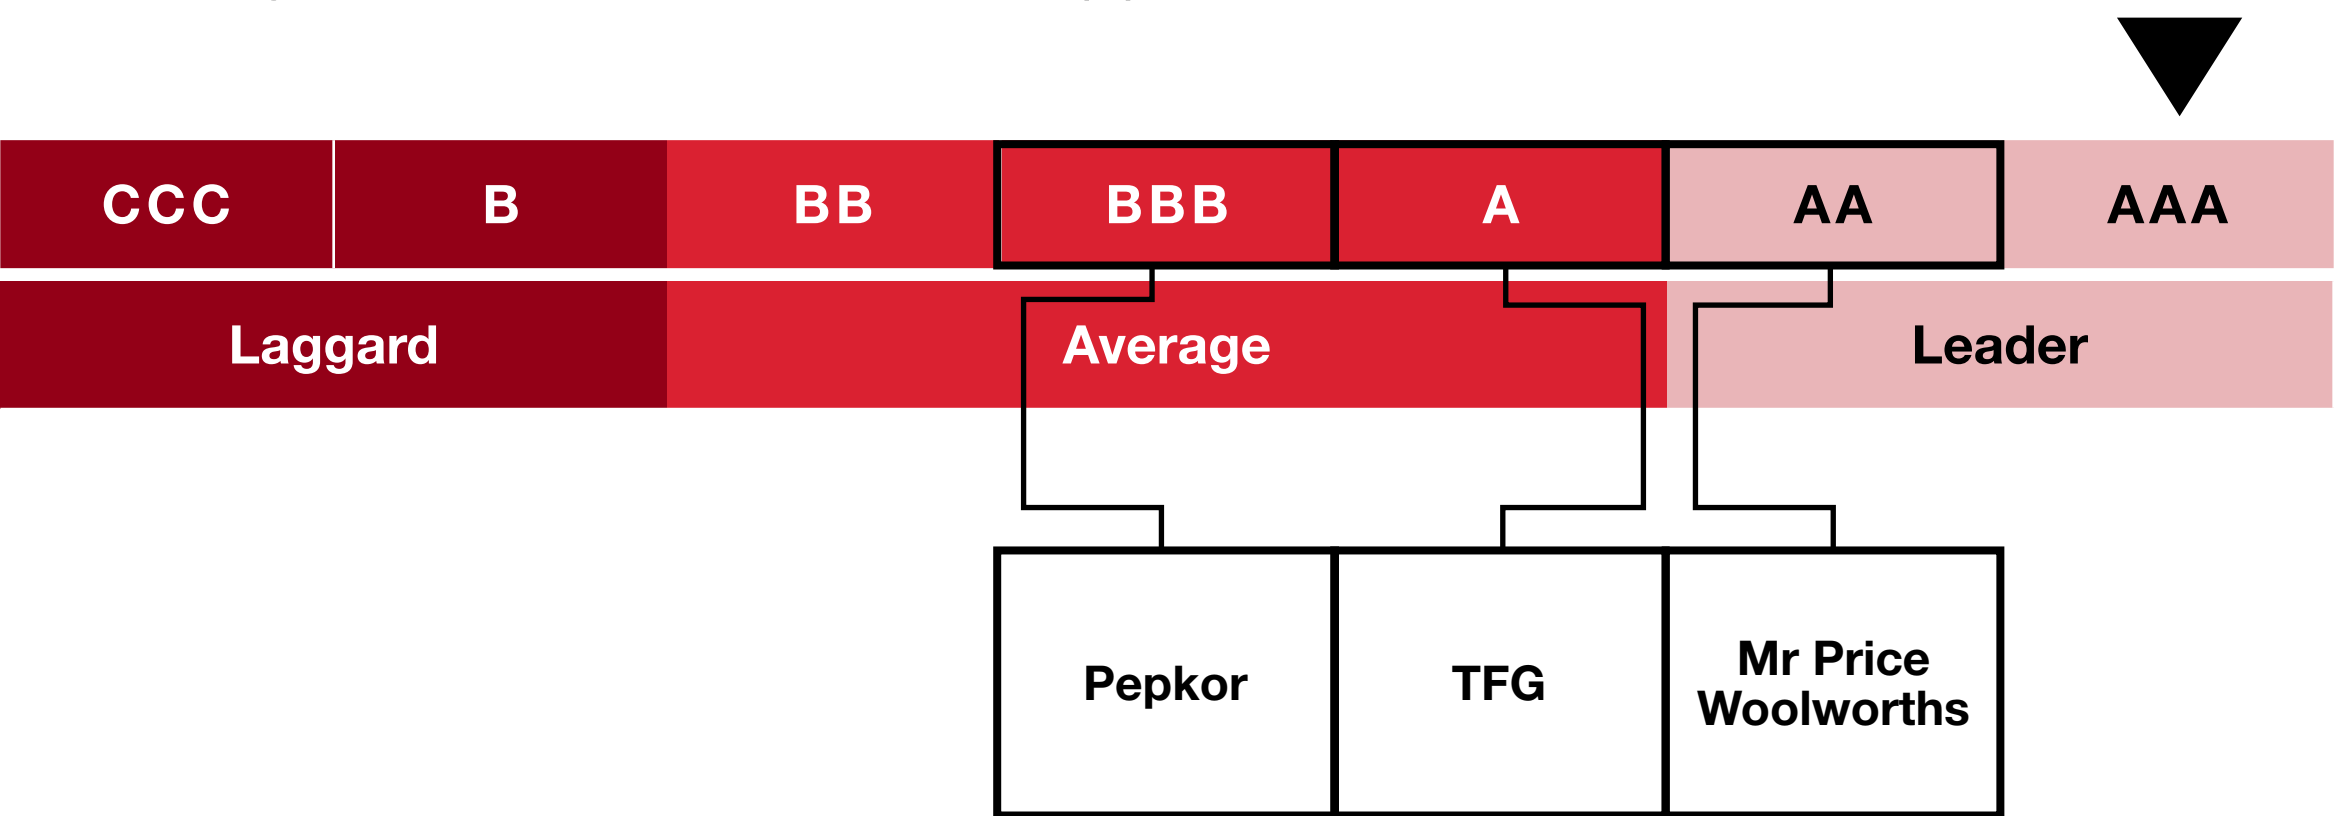 CCC B BB BBB A AA AAA
Laggard Average Leader
Pepkor TFG Mr Price
Woolworths